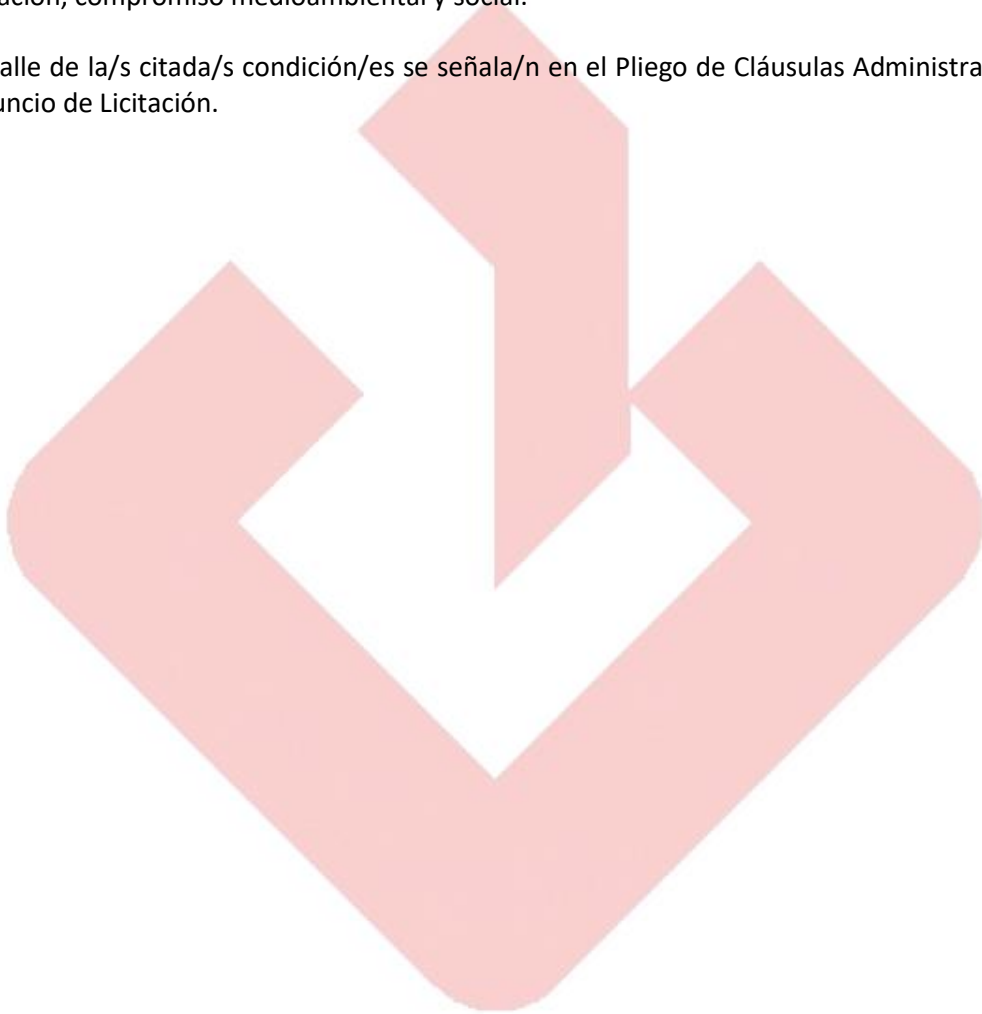 ación, compromiso medioambiental y social.
alle de la/s citada/s condición/es se señala/n en el Pliego de Cláusulas Administra
uncio de Licitación.